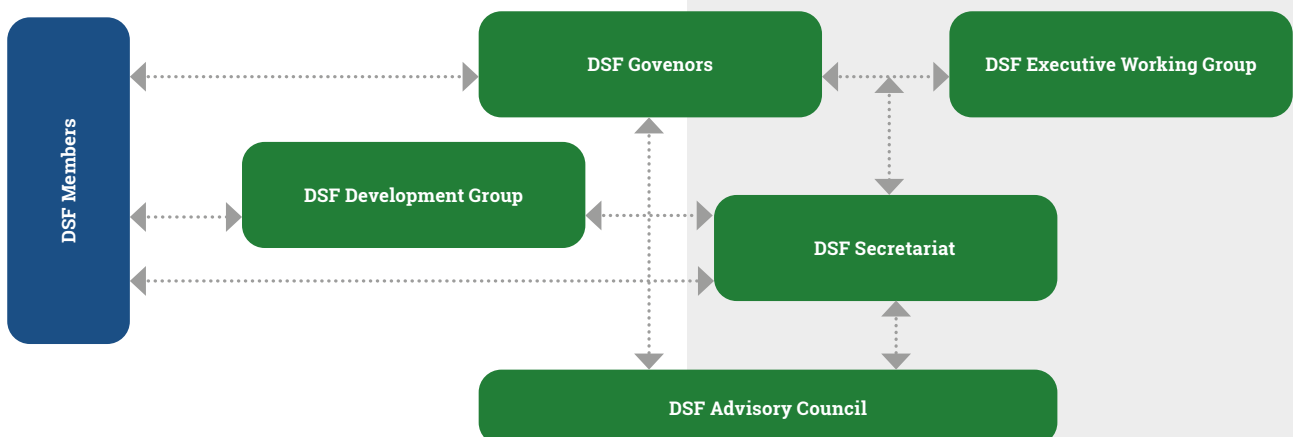 DSF Members
DSF Govenors
DSF Executive Working Group
DSF Development Group
DSF Secretariat
DSF Advisory Council